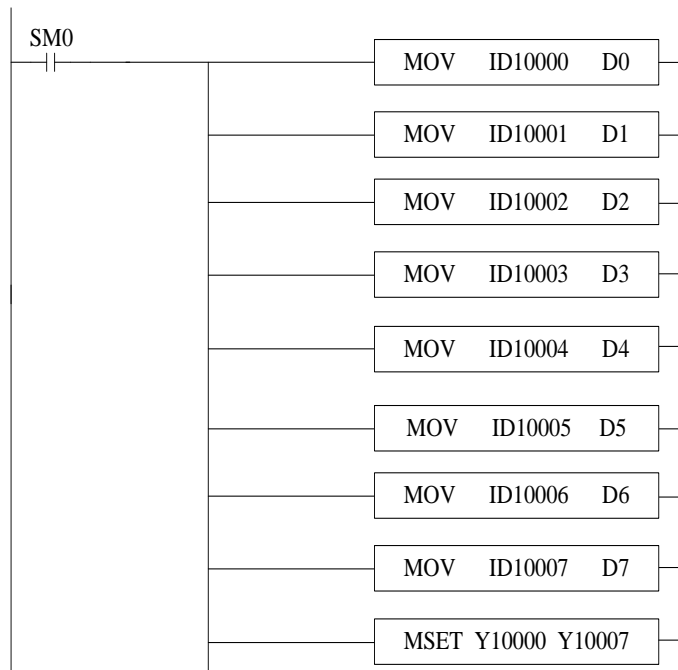 SM0
MOV ID10000 D0
MOV ID10001 D1
MOV ID10002 D2
MOV ID10003 D3
MOV ID10004 D4
MOV ID10005 D5
MOV ID10006 D6
MOV ID10007 D7
MSET Y10000 Y10007